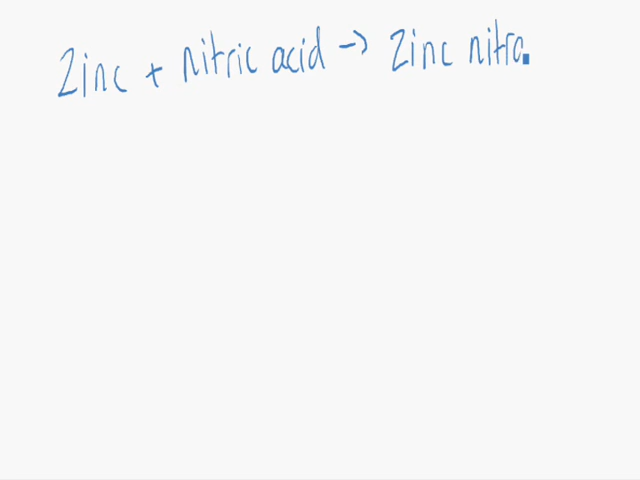 Zinc + nitric acid → Zinc nitra